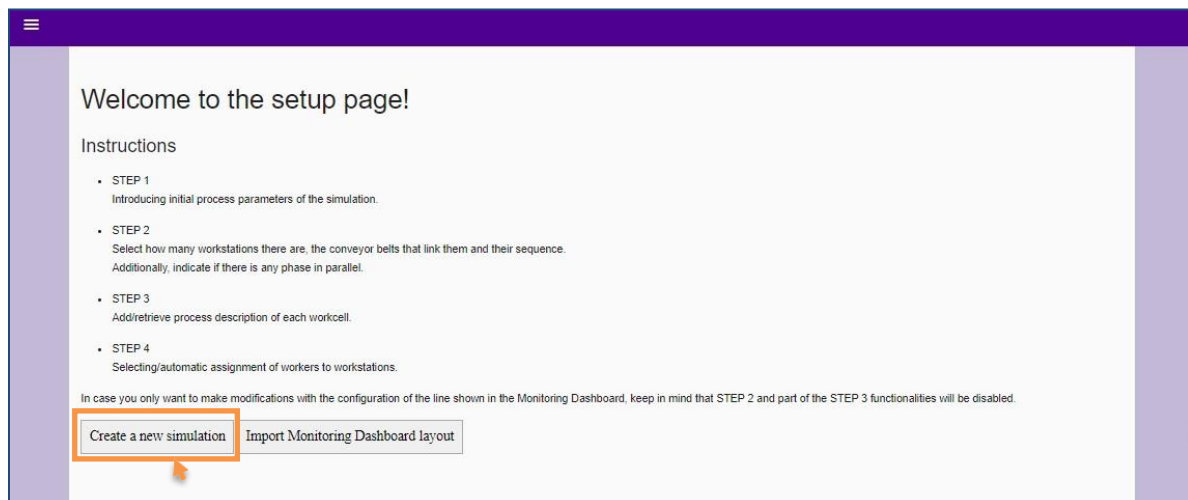 Welcome to the setup page!
Instructions
STEP 1
Introducing initial process parameters of the simulation.
STEP 2
Select how many workstations there are, the conveyor belts that link them and their sequence.
Additionally, indicate if there is any phase in parallel.
STEP 3
Add/retrieve process description of each workcell.
STEP 4
Selecting/automatic assignment of workers to workstations.
In case you only want to make modifications with the configuration of the line shown in the Monitoring Dashboard, keep in mind that STEP 2 and part of the STEP 3 functionalities will be disabled.
Create a new simulation Import Monitoring Dashboard layout